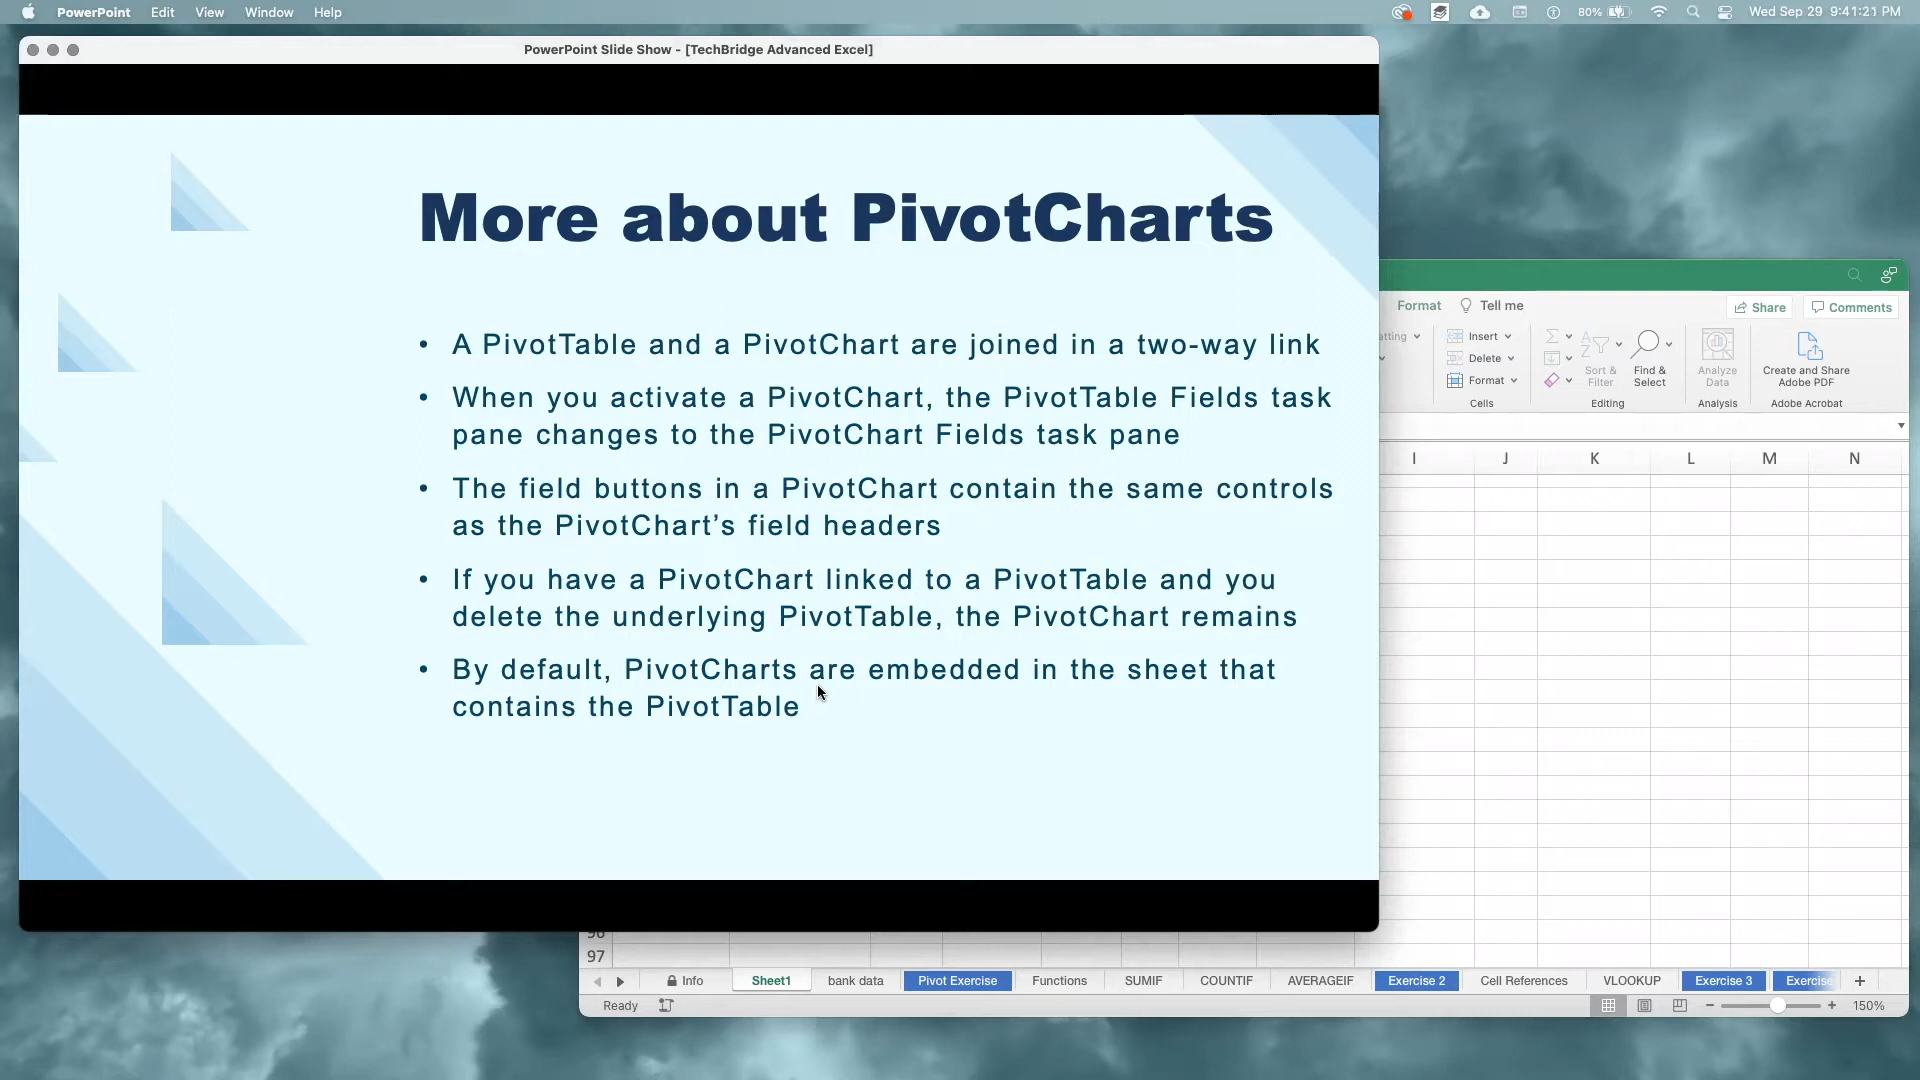 PowerPoint Edit View Window Help
80% Wed Sep 29 9:41:21 PM
PowerPoint Slide Show - [TechBridge Advanced Excel]
More about PivotCharts
• A PivotTable and a PivotChart are joined in a two-way link
• When you activate a PivotChart, the PivotTable Fields task
pane changes to the PivotChart Fields task pane
• The field buttons in a PivotChart contain the same controls
as the PivotChart’s field headers
• If you have a PivotChart linked to a PivotTable and you
delete the underlying PivotTable, the PivotChart remains
• By default, PivotCharts are embedded in the sheet that
contains the PivotTable
Format Tell me Share Comments
Insert
Delete
Format
Cells
Sort &
Filter
Find &
Select
Editing
Analyze
Data
Analysis
Create and Share
Adobe PDF
Adobe Acrobat
I J K L M N
96
97
Info Sheet1 bank data Pivot Exercise Functions SUMIF COUNTIF AVERAGEIF Exercise 2 Cell References VLOOKUP Exercise 3 Exercise
Ready 150%